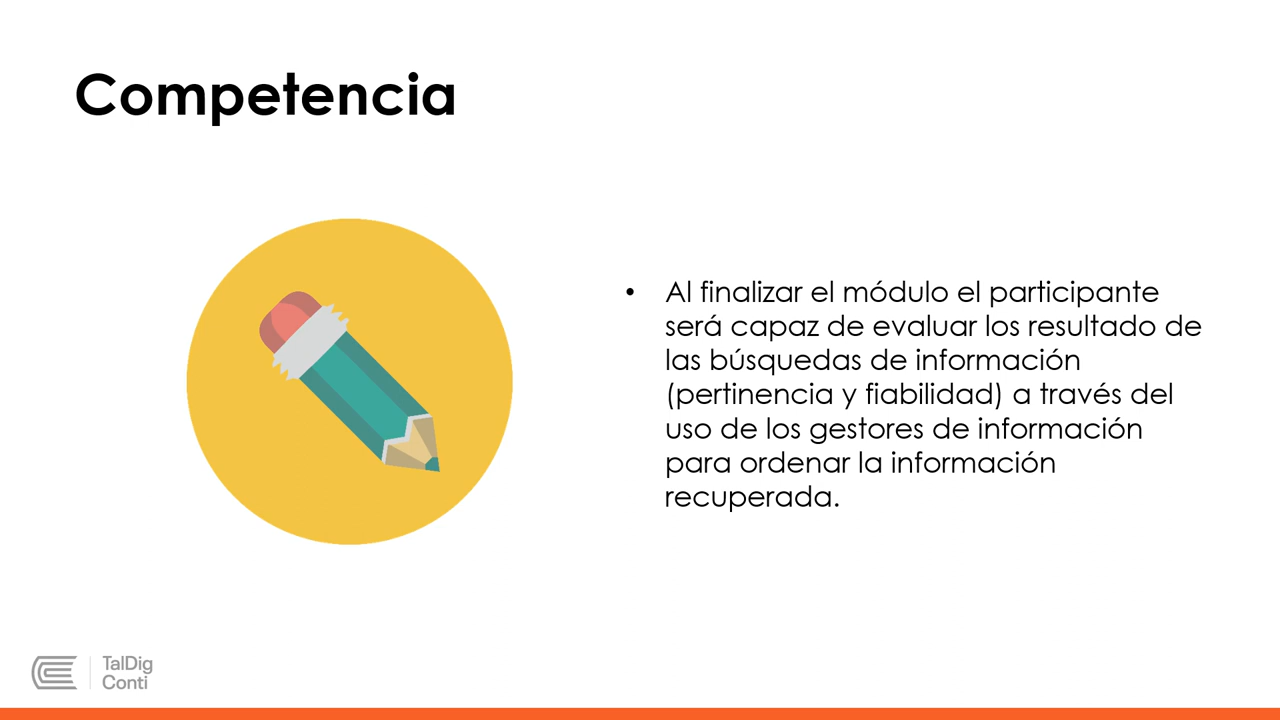 Competencia
• Al finalizar el módulo el participante
será capaz de evaluar los resultado de
las búsquedas de información
(pertinencia y fiabilidad) a través del
uso de los gestores de información
para ordenar la información
recuperada.
TalDig
Conti